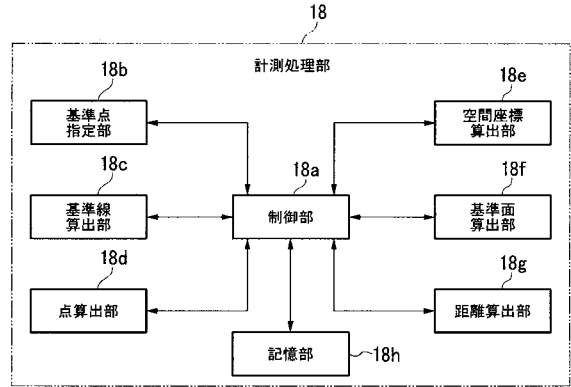 18
計測処理部
18b
基準点
指定部
18e
空間座標
算出部
18c
基準線
算出部
18a
制御部
18f
基準面
算出部
18d
点算出部
18g
距離算出部
記憶部
18h